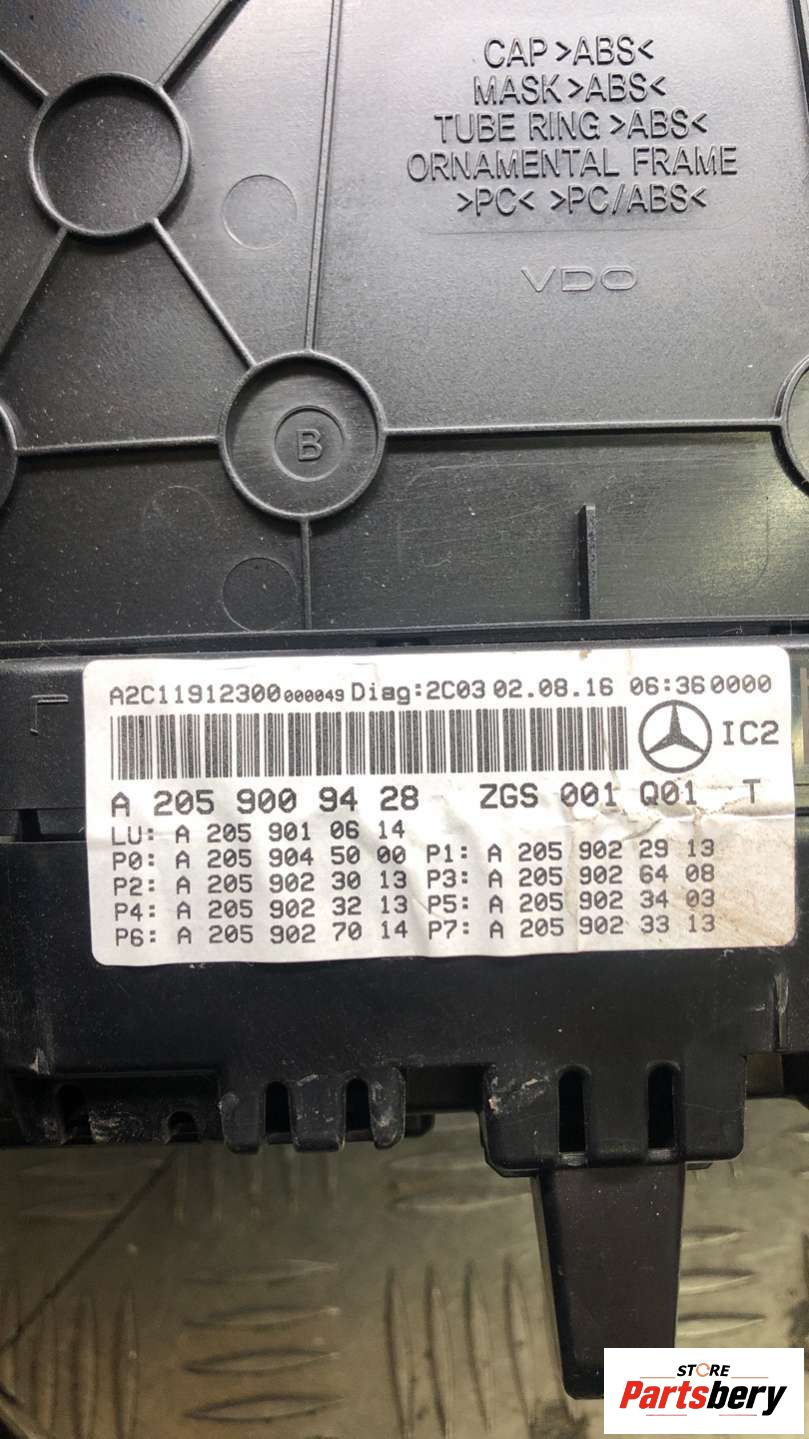 CAP >ABS<
MASK >ABS<
TUBE RING >ABS<
ORNAMENTAL FRAME
>PC< >PC/ABS<
VDO
B
A2C11912300000049 Diag:2C03 02.08.16 06:360000
IC2
A 205 900 94 28 ZGS 001 Q01 T
LU: A 205 901 06 14
P0: A 205 904 50 00 P1: A 205 902 29 13
P2: A 205 902 30 13 P3: A 205 902 64 08
P4: A 205 902 32 13 P5: A 205 902 34 03
P6: A 205 902 70 14 P7: A 205 902 33 13
STORE
Partsbery